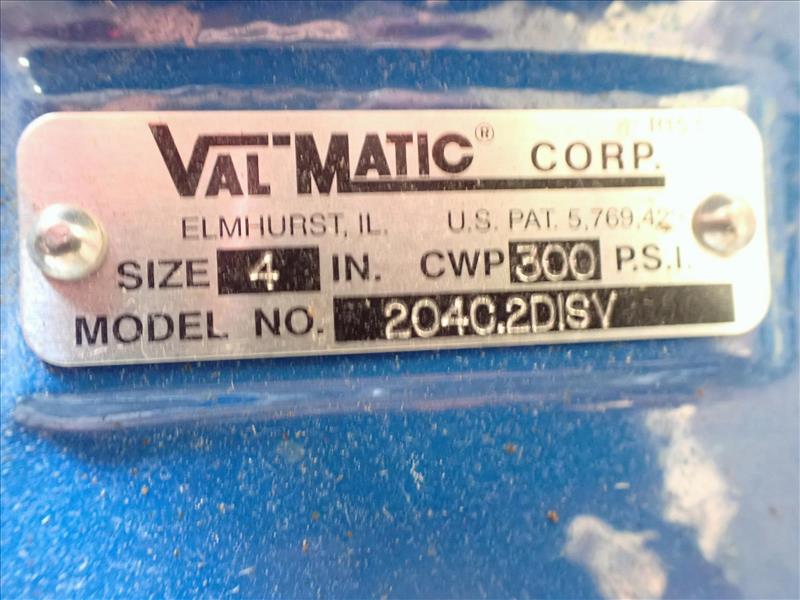 VAL-MATIC® CORP.
ELMHURST, IL. U.S. PAT. 5,769,42
SIZE 4 IN. CWP 300 P.S.I.
MODEL NO. 204C.2DISV